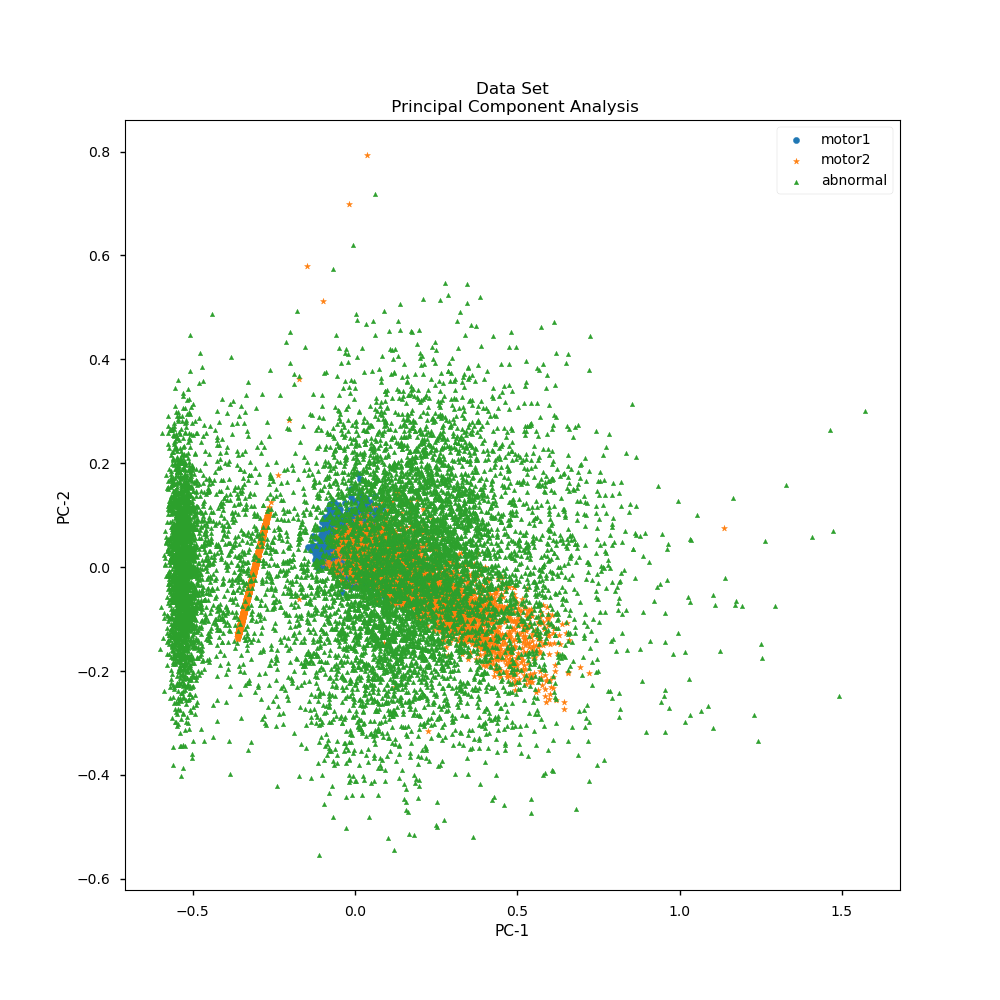 Data Set
Principal Component Analysis
motor1
motor2
abnormal
0.8
0.6
0.4
0.2
0.0
−0.2
−0.4
−0.6
PC-2
−0.5
0.0
0.5
1.0
1.5
PC-1